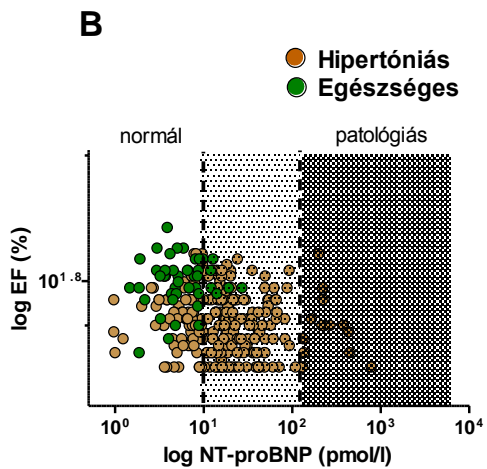 B
Hipertóniás
Egészséges
normál patológiás
log EF (%)
10^1.8
10^0 10^1 10^2 10^3 10^4
log NT-proBNP (pmol/l)